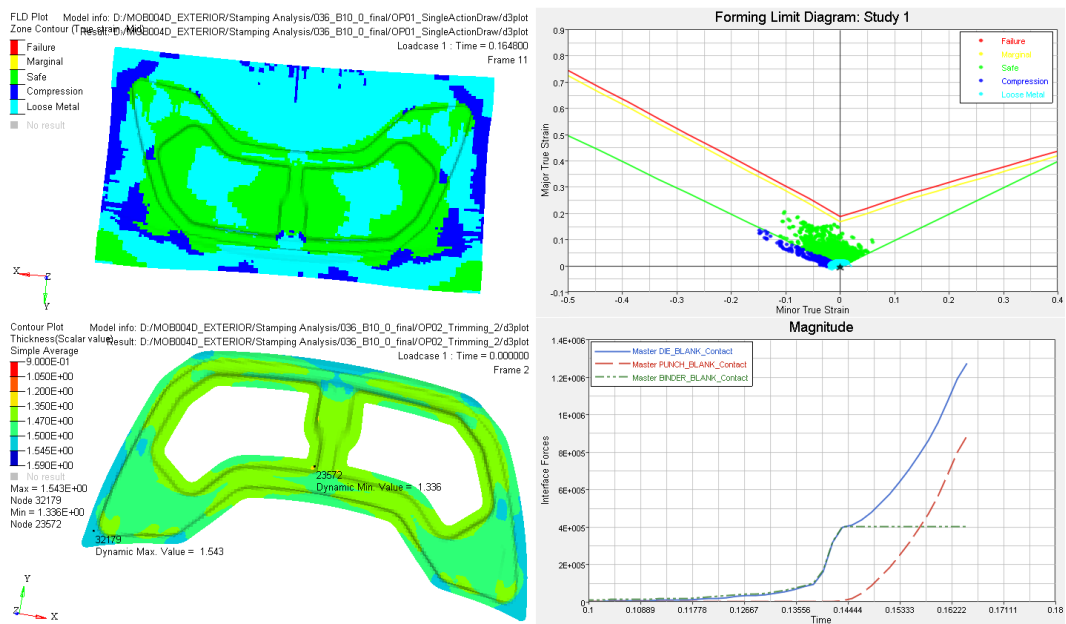 FLD Plot
Zone Contour (True strain, Mid)
Failure
Marginal
Safe
Compression
Loose Metal
No result
Model info: D:/MOB004D_EXTERIOR/Stamping Analysis/036_B10_0_final/OP01_SingleActionDraw/d3plot
Result: D:/MOB004D_EXTERIOR/Stamping Analysis/036_B10_0_final/OP01_SingleActionDraw/d3plot
Loadcase 1 : Time = 0.164800
Frame 11
X
Z
Y
Forming Limit Diagram: Study 1
Failure
Marginal
Safe
Compression
Loose Metal
Major True Strain
0.9
0.8
0.7
0.6
0.5
0.4
0.3
0.2
0.1
0
-0.1
-0.5
-0.4
-0.3
-0.2
-0.1
0
0.1
0.2
0.3
0.4
Minor True Strain
Contour Plot
Thickness(Scalar value)
Simple Average
9.000E-01
1.050E+00
1.200E+00
1.350E+00
1.470E+00
1.500E+00
1.545E+00
1.590E+00
No result
Max = 1.543E+00
Node 32179
Min = 1.336E+00
Node 23572
Model info: D:/MOB004D_EXTERIOR/Stamping Analysis/036_B10_0_final/OP02_Trimming_2/d3plot
Result: D:/MOB004D_EXTERIOR/Stamping Analysis/036_B10_0_final/OP02_Trimming_2/d3plot
Loadcase 1 : Time = 0.000000
Frame 2
23572
Dynamic Min. Value = 1.336
32179
Dynamic Max. Value = 1.543
Y
Z
X
Magnitude
Master DIE_BLANK_Contact
Master PUNCH_BLANK_Contact
Master BINDER_BLANK_Contact
Interface Forces
1.4E+006
1.2E+006
1E+006
8E+005
6E+005
4E+005
2E+005
0
0.1
0.10889
0.11778
0.12667
0.13556
0.14444
0.15333
0.16222
0.17111
0.18
Time